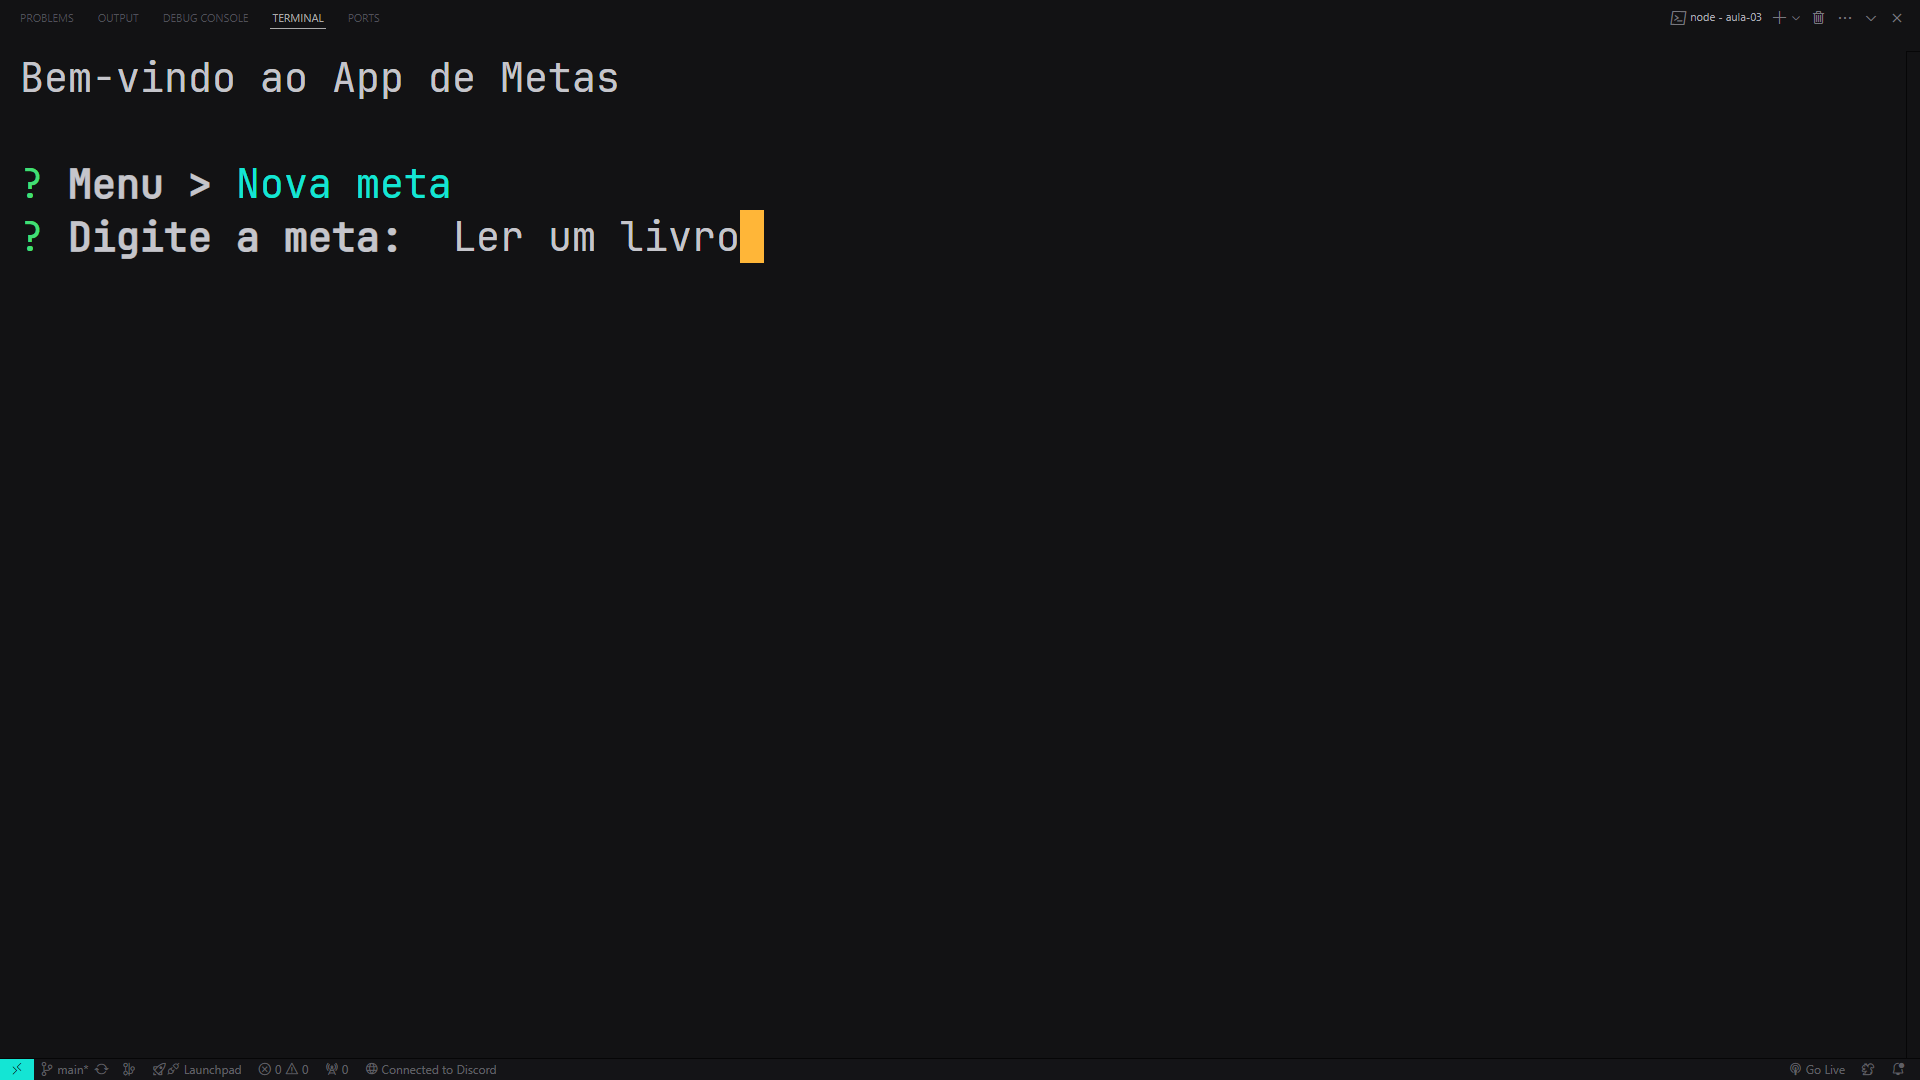 PROBLEMS OUTPUT DEBUG CONSOLE TERMINAL PORTS node - aula-03
Bem-vindo ao App de Metas
? Menu > Nova meta
? Digite a meta: Ler um livro
main* Launchpad 0 0 0 Connected to Discord Go Live